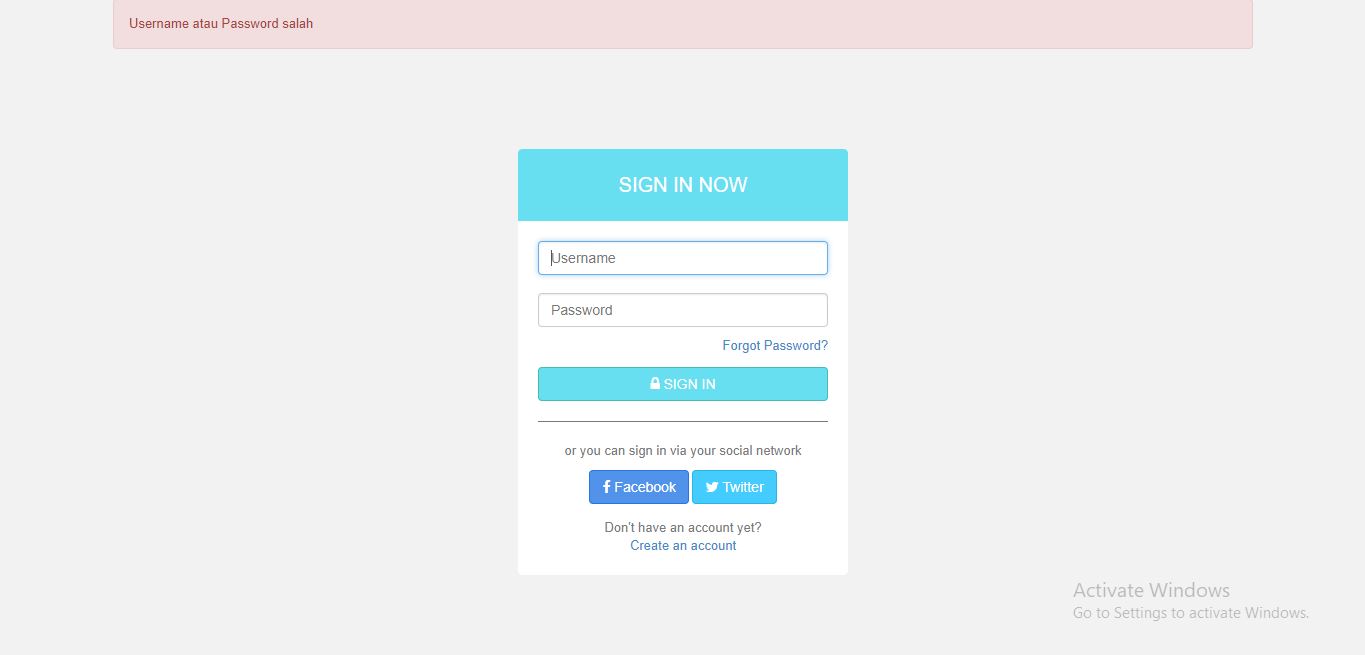 Username atau Password salah
SIGN IN NOW
Username
Password
Forgot Password?
SIGN IN
or you can sign in via your social network
Facebook Twitter
Don't have an account yet?
Create an account
Activate Windows
Go to Settings to activate Windows.